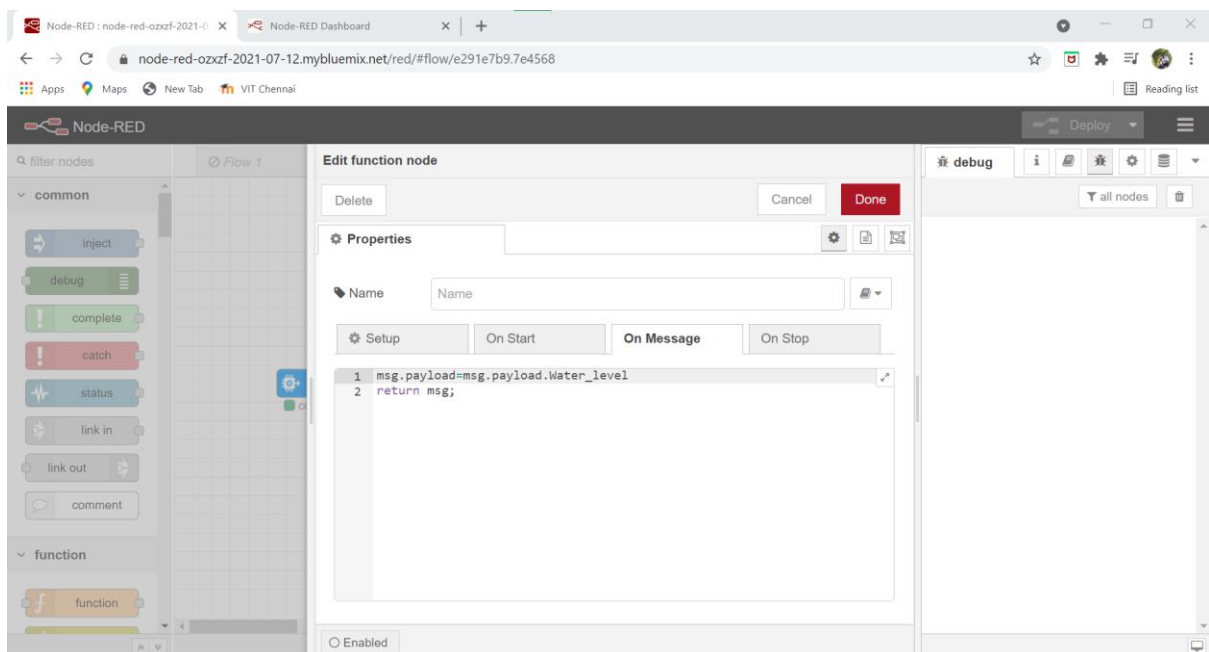 Node-RED : node-red-ozxzf-2021-0
Node-RED Dashboard
node-red-ozxzf-2021-07-12.mybluemix.net/red/#flow/e291e7b9.7e4568
Apps Maps New Tab VIT Chennai Reading list
Node-RED Deploy
filter nodes
Flow 1
common
inject
debug
complete
catch
status
link in
link out
comment
function
function
Edit function node
Delete Cancel Done
Properties
Name Name
Setup On Start On Message On Stop
1 msg.payload=msg.payload.Water_level
2 return msg;
Enabled
debug i
all nodes